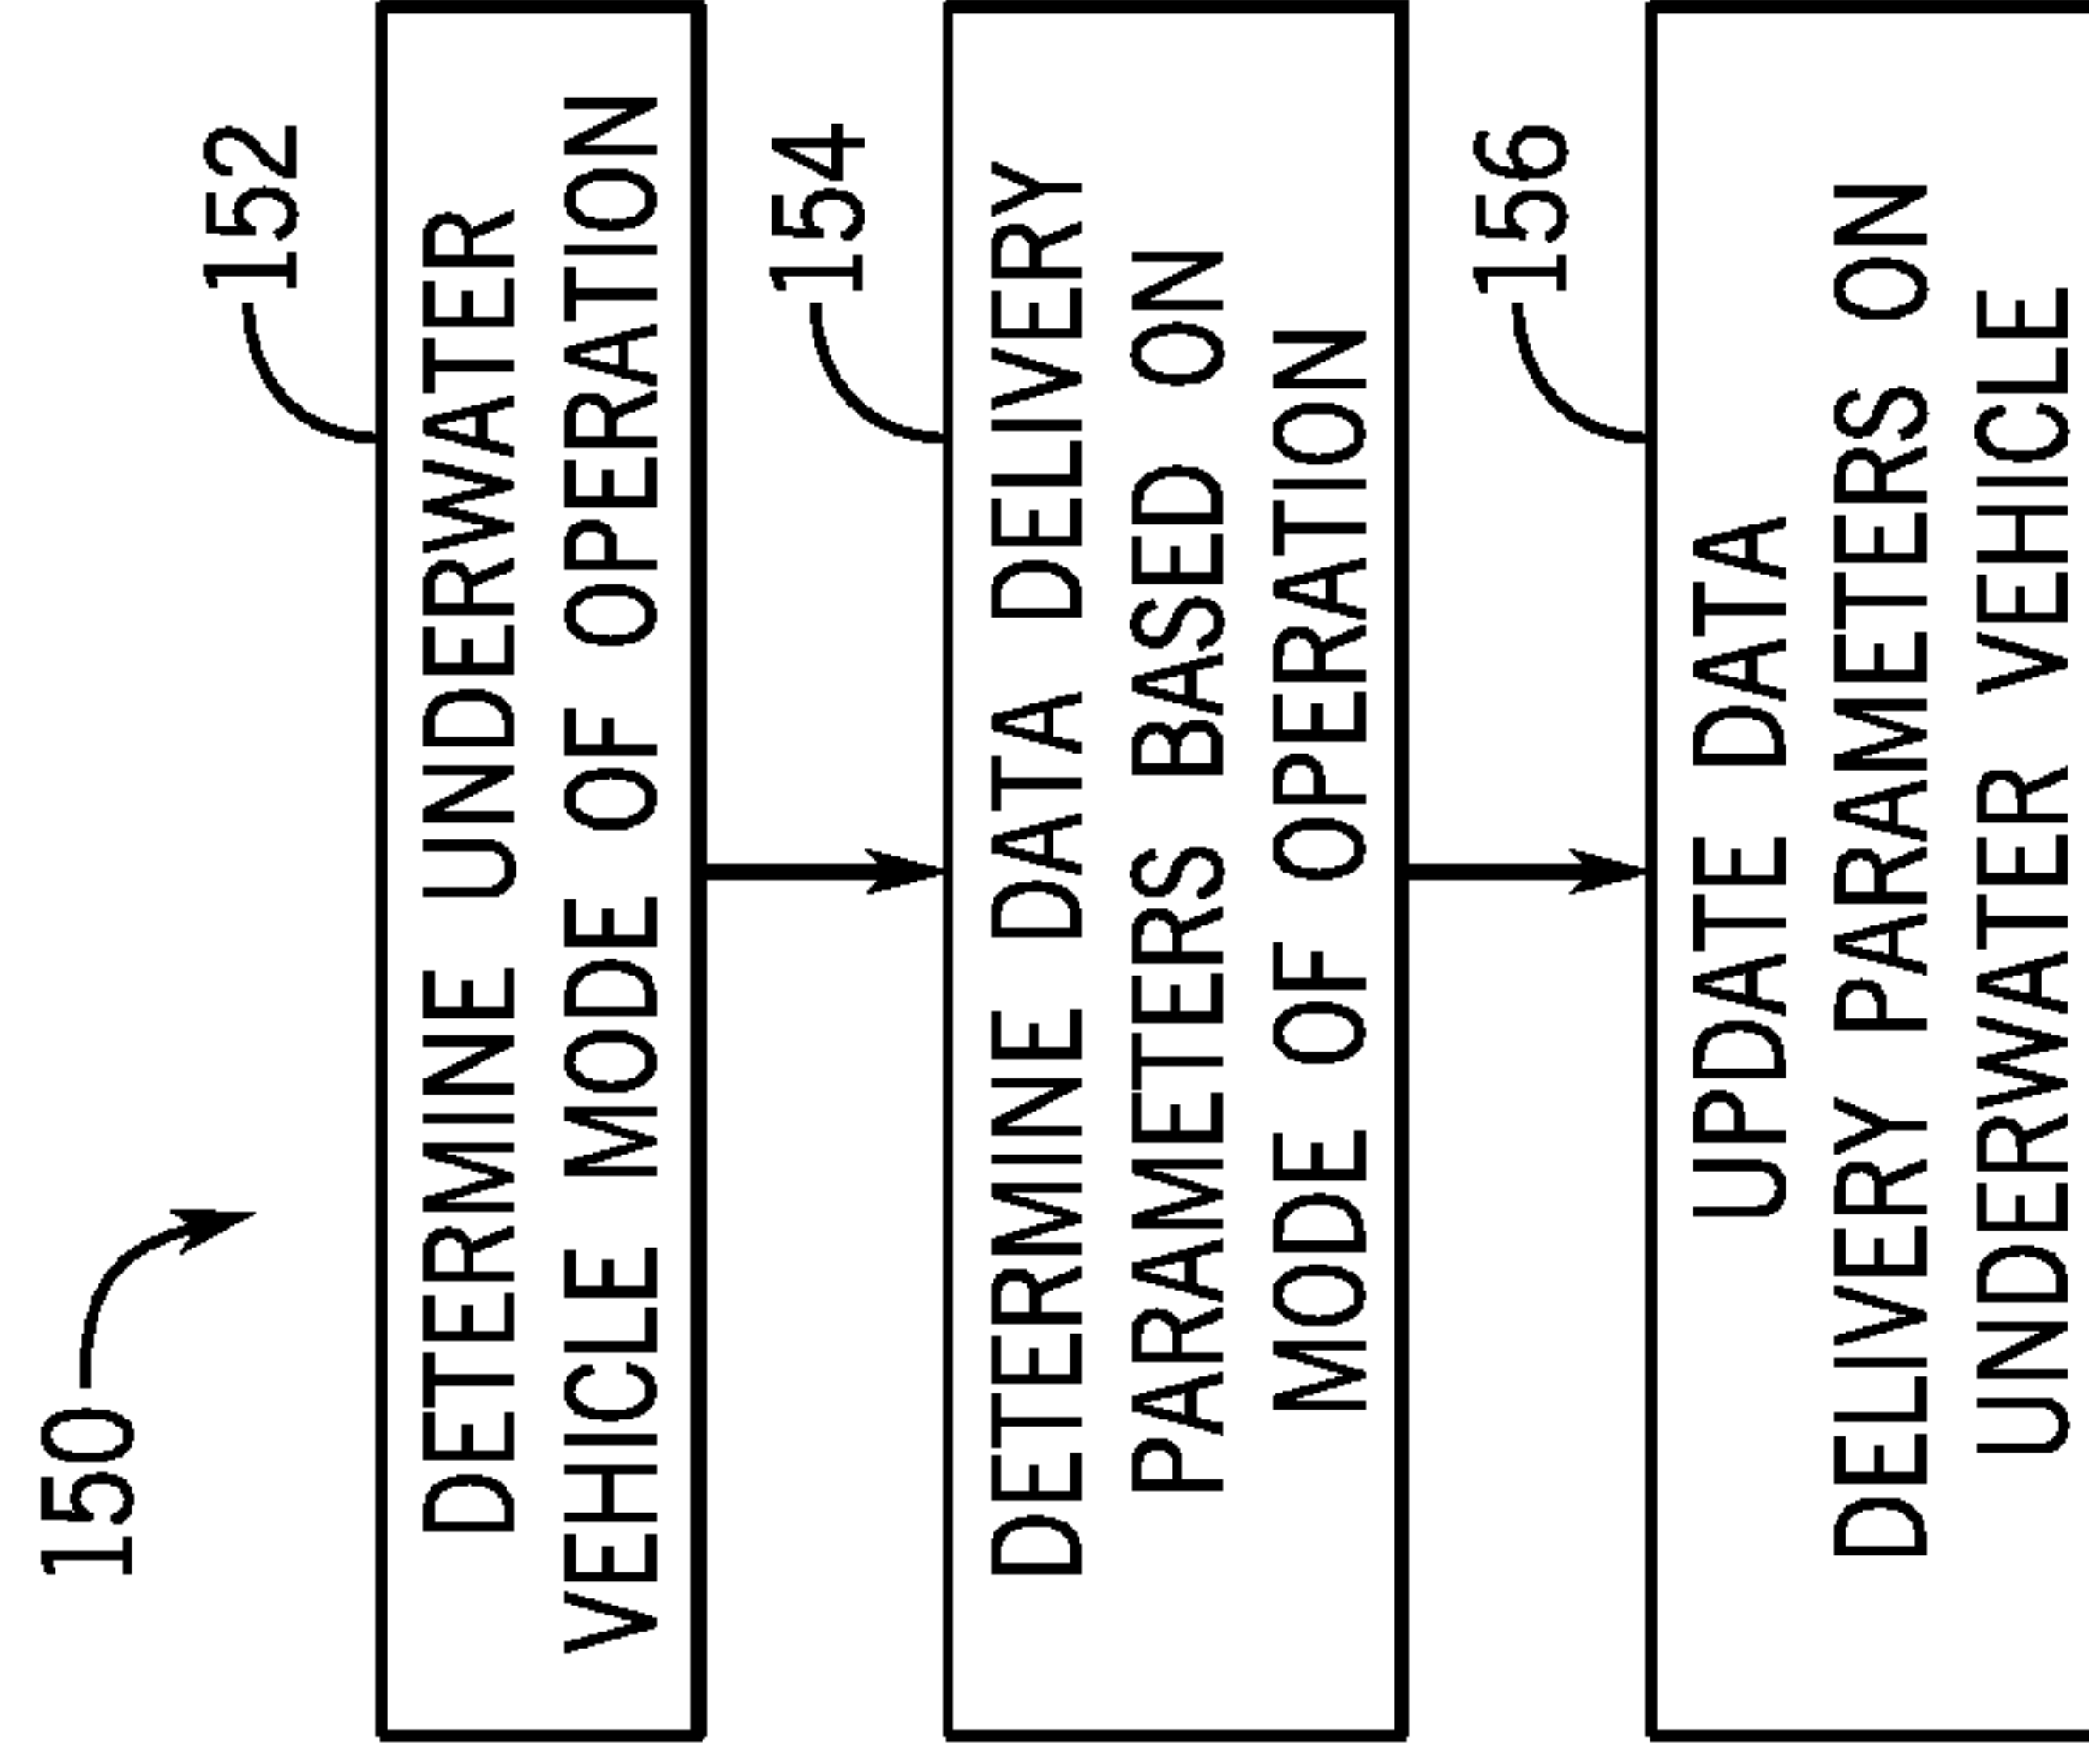 150
152
DETERMINE UNDERWATER
VEHICLE MODE OF OPERATION
154
DETERMINE DATA DELIVERY
PARAMETERS BASED ON
MODE OF OPERATION
156
UPDATE DATA
DELIVERY PARAMETERS ON
UNDERWATER VEHICLE